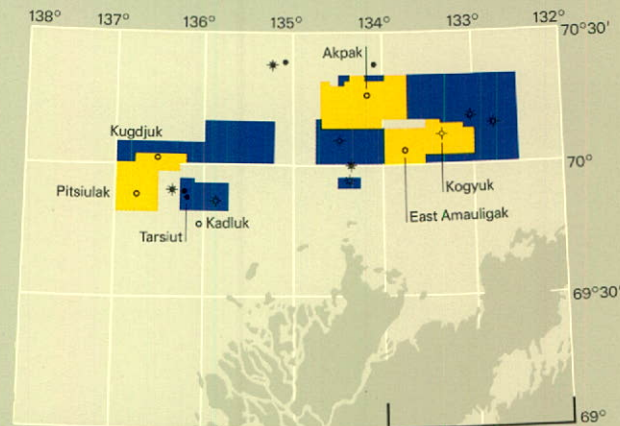 138° 137° 136° 135° 134° 133° 132°
70°30'
Akpak
Kugdjuk
70°
Pitsiulak
Kogyuk
East Amauligak
Kadluk
Tarsiut
69°30'
69°